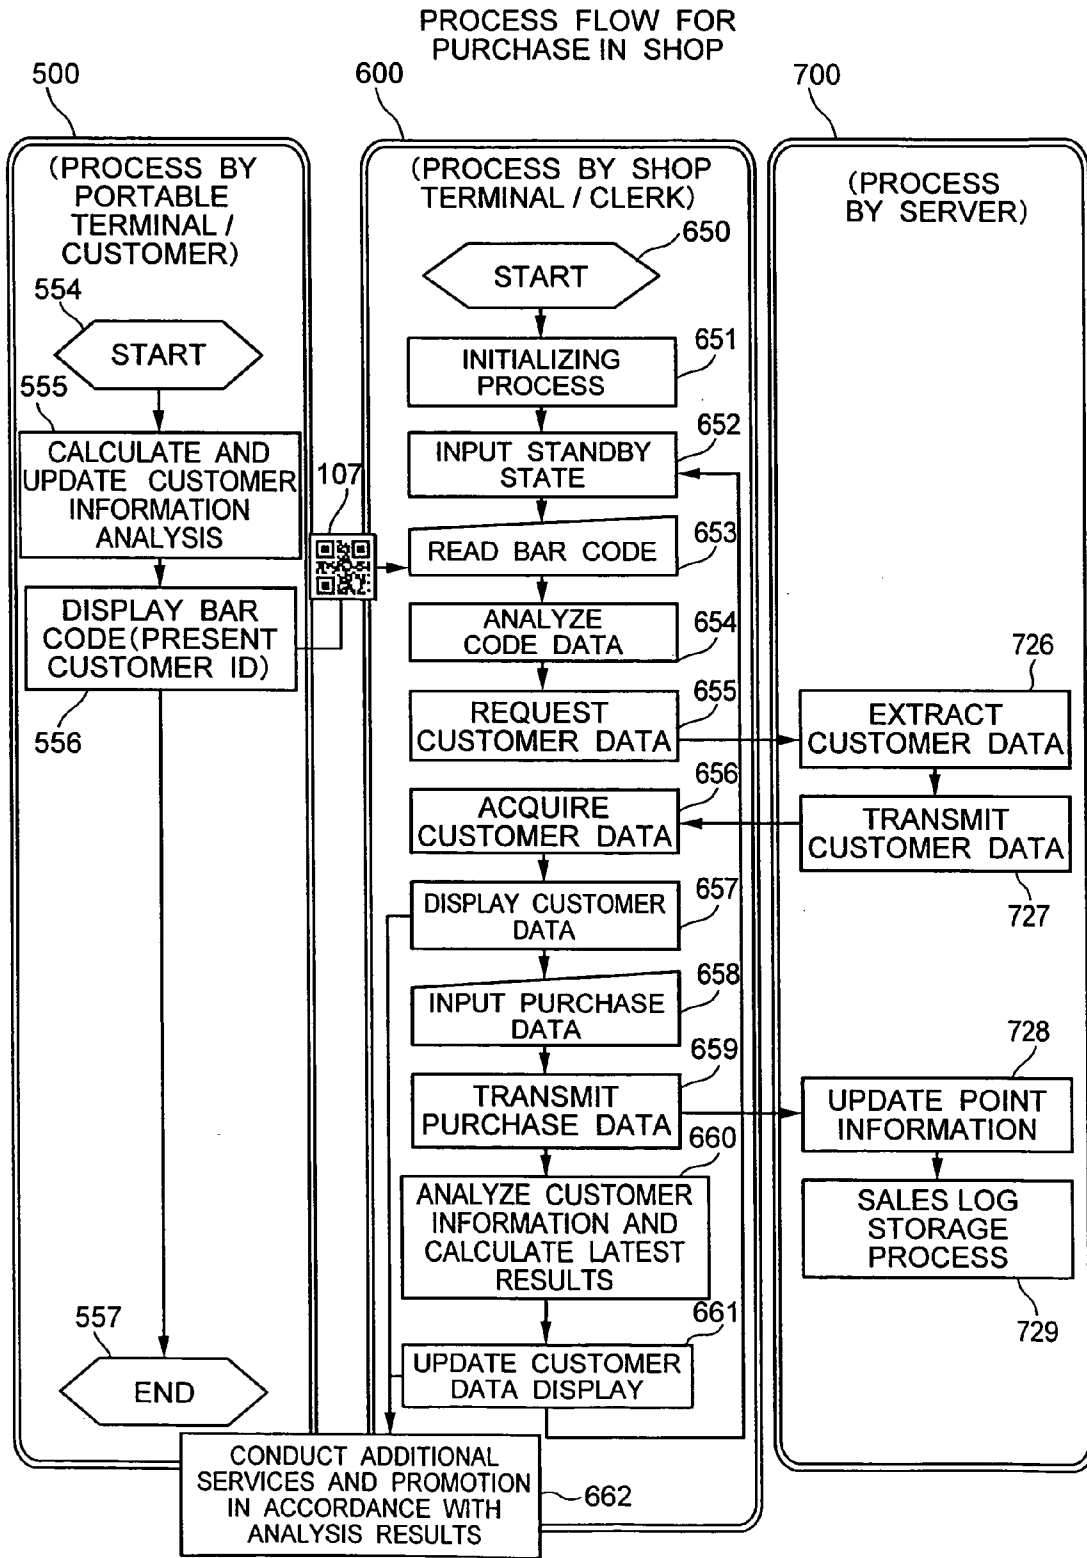 PROCESS FLOW FOR
PURCHASE IN SHOP
500
600
700
(PROCESS BY
PORTABLE
TERMINAL /
CUSTOMER)
554
START
555
CALCULATE AND
UPDATE CUSTOMER
INFORMATION
ANALYSIS
107
DISPLAY BAR
CODE(PRESENT
CUSTOMER ID)
556
557
END
(PROCESS BY SHOP
TERMINAL / CLERK)
650
START
651
INITIALIZING
PROCESS
652
INPUT STANDBY
STATE
653
READ BAR CODE
654
ANALYZE
CODE DATA
655
REQUEST
CUSTOMER DATA
656
ACQUIRE
CUSTOMER DATA
657
DISPLAY CUSTOMER
DATA
658
INPUT PURCHASE
DATA
659
TRANSMIT
PURCHASE DATA
660
ANALYZE CUSTOMER
INFORMATION AND
CALCULATE LATEST
RESULTS
661
UPDATE CUSTOMER
DATA DISPLAY
CONDUCT ADDITIONAL
SERVICES AND PROMOTION
IN ACCORDANCE WITH
ANALYSIS RESULTS
662
(PROCESS
BY SERVER)
726
EXTRACT
CUSTOMER DATA
TRANSMIT
CUSTOMER DATA
727
728
UPDATE POINT
INFORMATION
SALES LOG
STORAGE
PROCESS
729